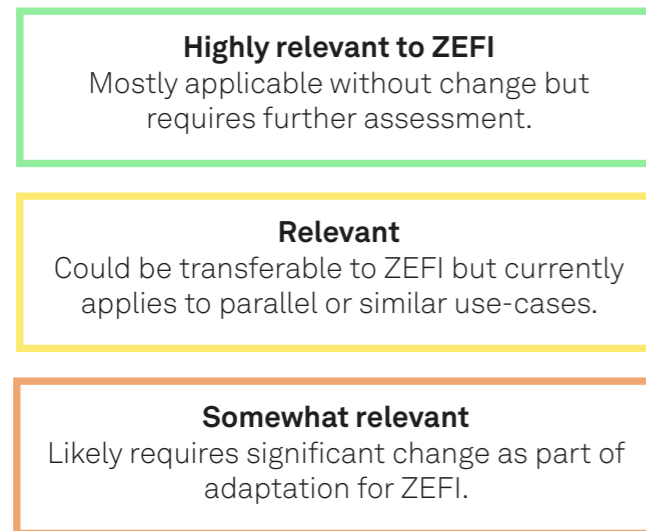 Highly relevant to ZEFI
Mostly applicable without change but
requires further assessment.
Relevant
Could be transferable to ZEFI but currently
applies to parallel or similar use-cases.
Somewhat relevant
Likely requires significant change as part of
adaptation for ZEFI.